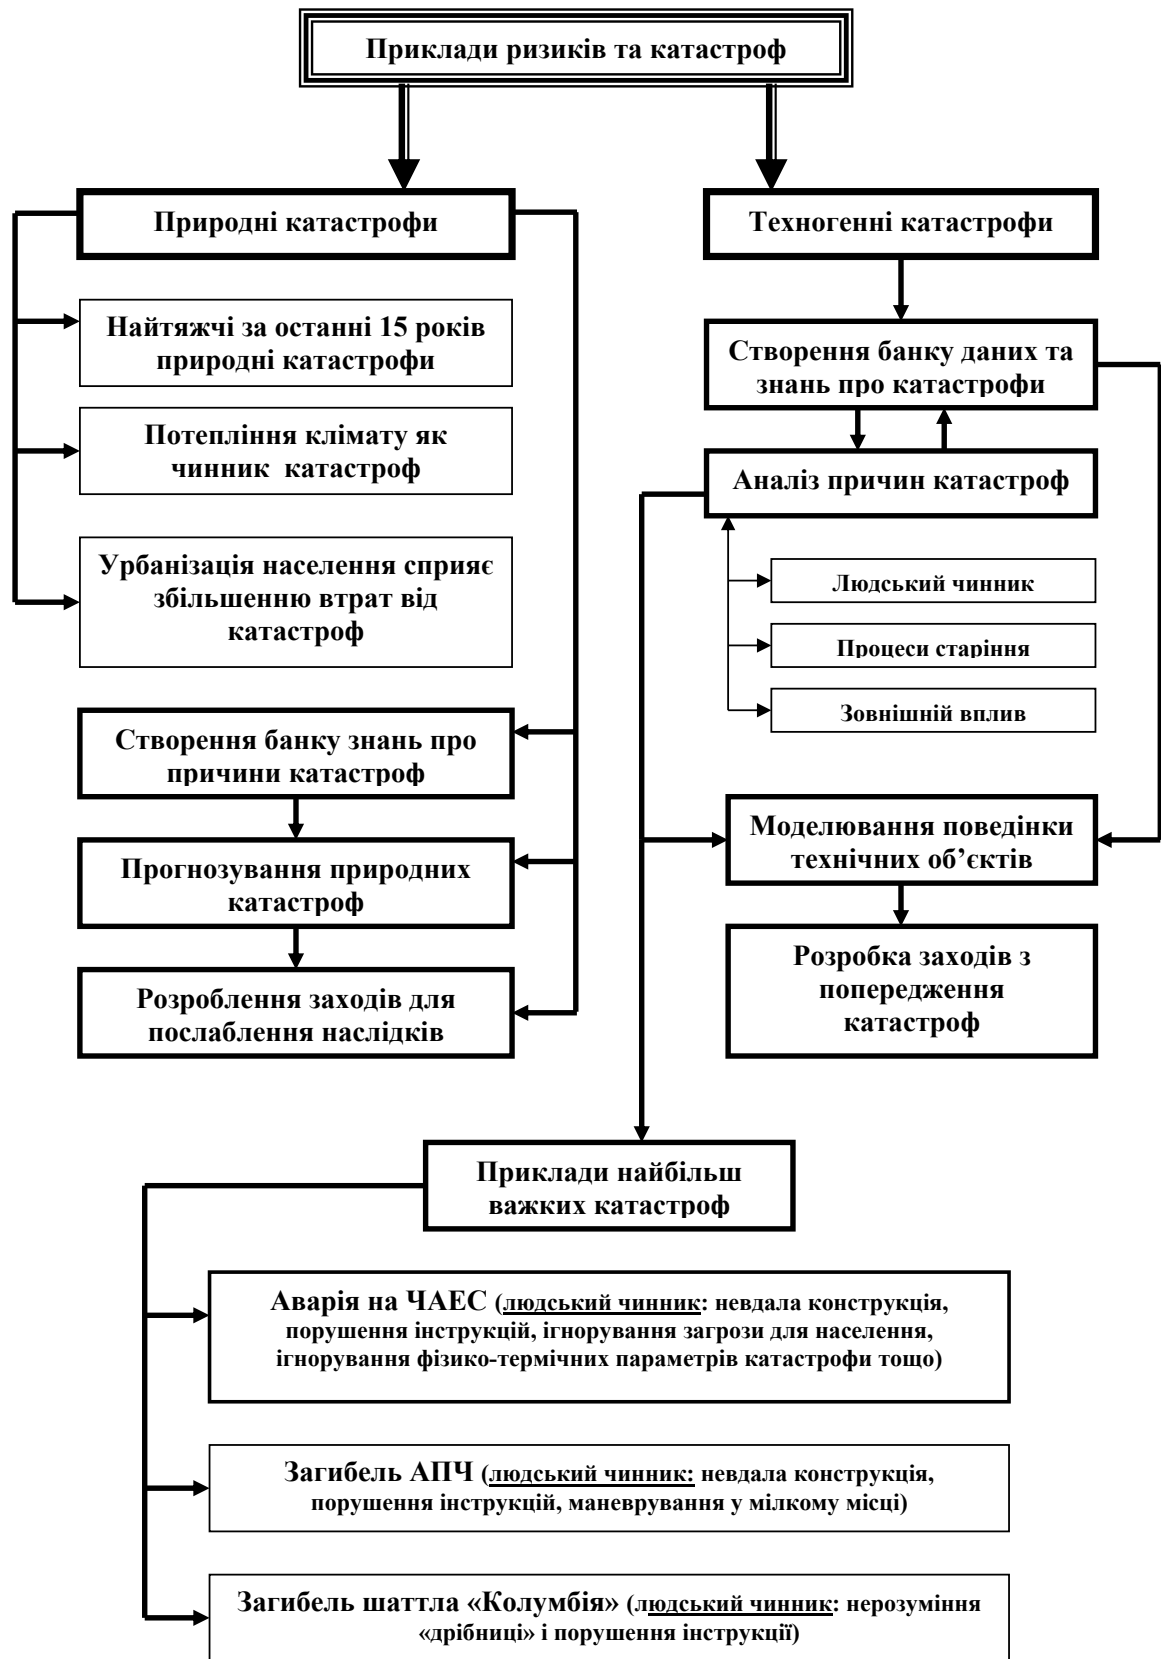 Приклади ризиків та катастроф
Природні катастрофи
Техногенні катастрофи
Найтяжчі за останні 15 років
природні катастрофи
Потепління клімату як
чинник катастроф
Урбанізація населення сприяє
збільшенню втрат від
катастроф
Створення банку знань про
причини катастроф
Прогнозування природних
катастроф
Розроблення заходів для
послаблення наслідків
Створення банку даних та
знань про катастрофи
Аналіз причин катастроф
Людський чинник
Процеси старіння
Зовнішній вплив
Моделювання поведінки
технічних об’єктів
Розробка заходів з
попередження
катастроф
Приклади найбільш
важких катастроф
Аварія на ЧАЕС (людський чинник: невдала конструкція,
порушення інструкцій, ігнорування загрози для населення,
ігнорування фізико-термічних параметрів катастрофи тощо)
Загибель АПЧ (людський чинник: невдала конструкція,
порушення інструкцій, маневрування у мілкому місці)
Загибель шаттла «Колумбія» (людський чинник: нерозуміння
«дрібниці» і порушення інструкції)